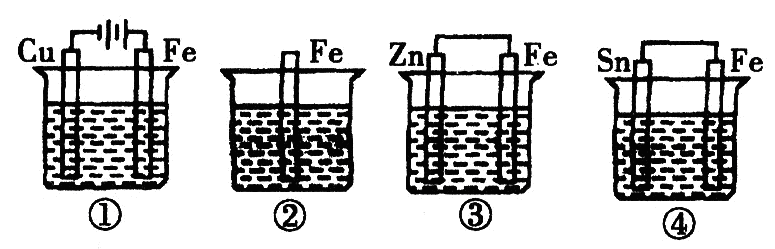 Cu Fe Fe Zn Fe Sn Fe
① ② ③ ④